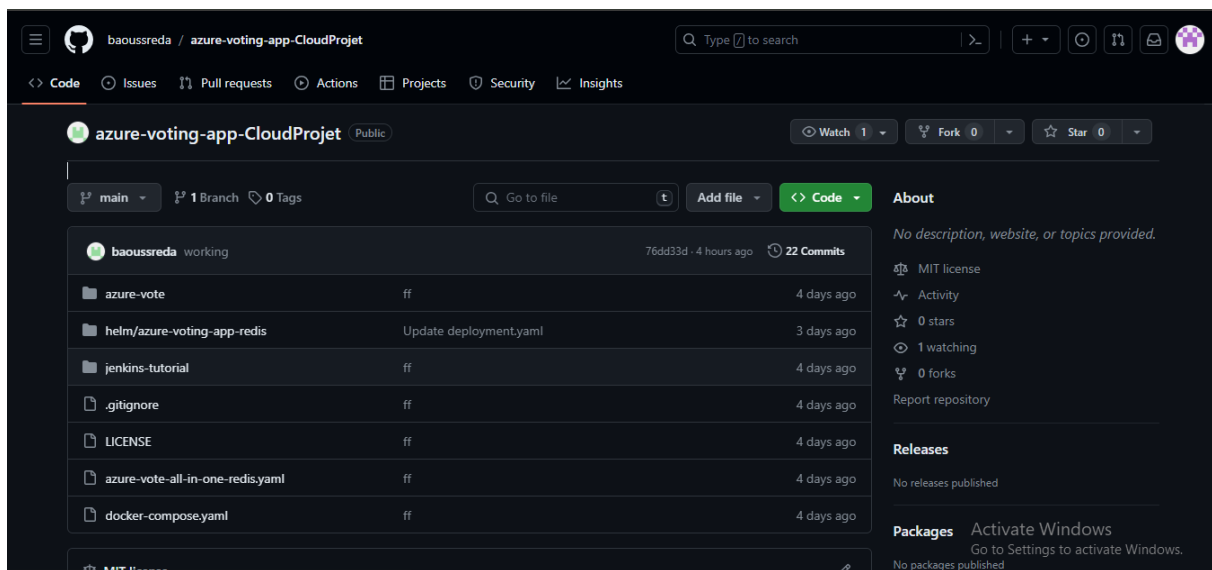 baoussreda / azure-voting-app-CloudProjet
Type / to search
Code Issues Pull requests Actions Projects Security Insights
azure-voting-app-CloudProjet Public
Watch 1 Fork 0 Star 0
main 1 Branch 0 Tags Go to file t Add file Code
baoussreda working 76dd33d · 4 hours ago 22 Commits
azure-vote ff 4 days ago
helm/azure-voting-app-redis Update deployment.yaml 3 days ago
jenkins-tutorial ff 4 days ago
.gitignore ff 4 days ago
LICENSE ff 4 days ago
azure-vote-all-in-one-redis.yaml ff 4 days ago
docker-compose.yaml ff 4 days ago
MIT license
About
No description, website, or topics provided.
MIT license
Activity
0 stars
1 watching
0 forks
Report repository
Releases
No releases published
Packages
No packages published
Activate Windows
Go to Settings to activate Windows.